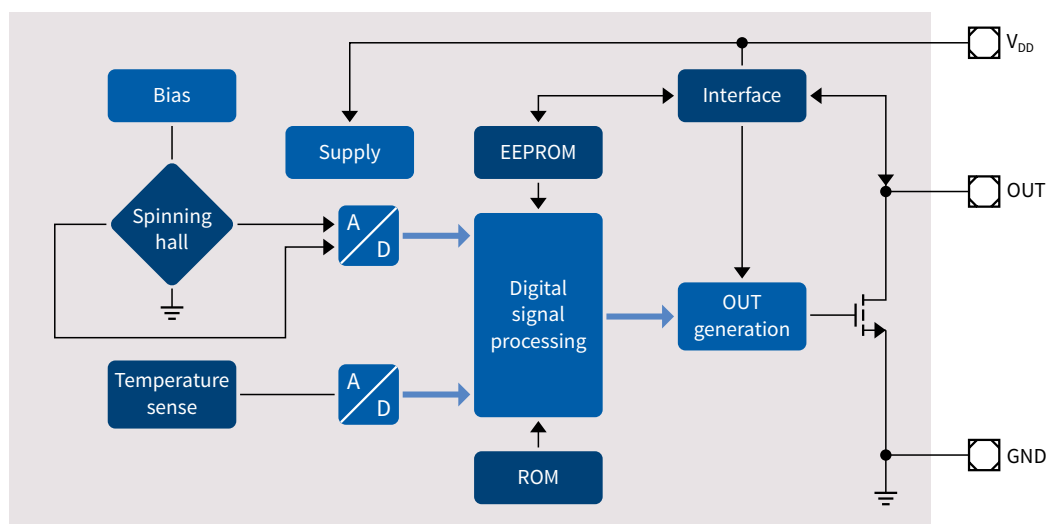 V_DD
Bias
Interface
Supply
EEPROM
OUT
Spinning
hall
A
D
Digital
signal
processing
OUT
generation
Temperature
sense
A
D
GND
ROM